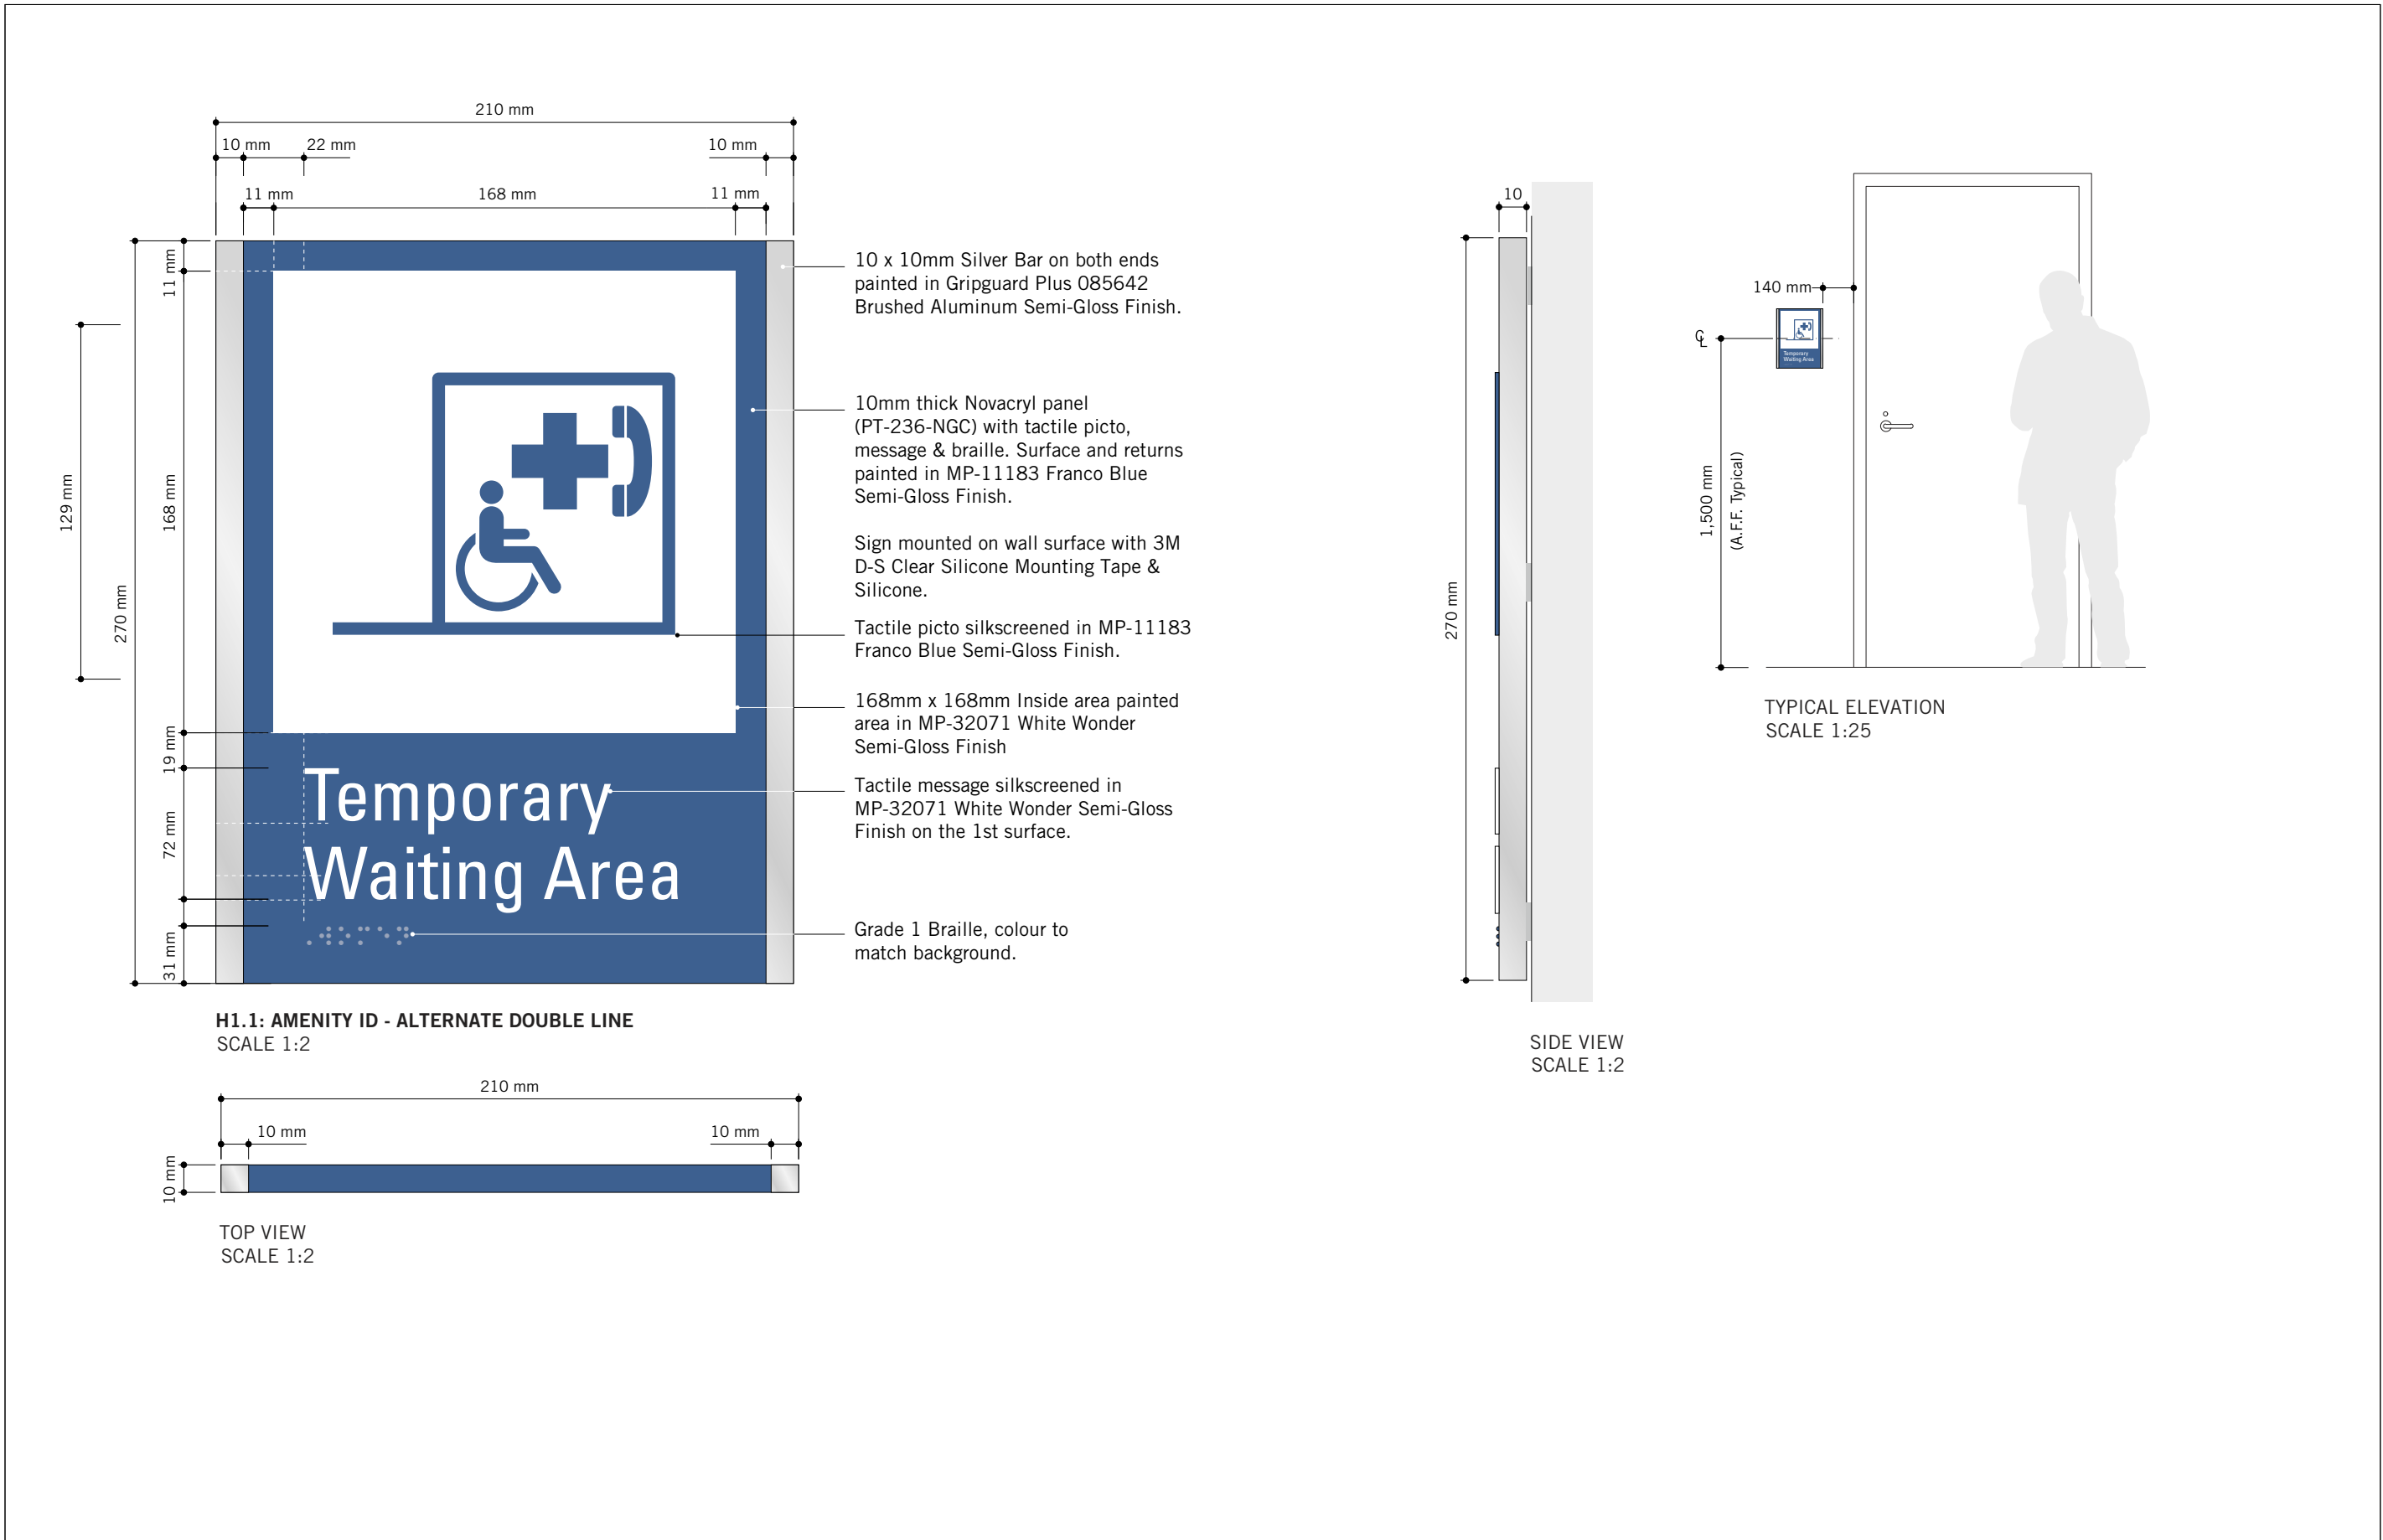 210 mm
10 mm
22 mm
10 mm
11 mm
168 mm
11 mm
11 mm
129 mm
270 mm
168 mm
19 mm
72 mm
31 mm
Temporary
Waiting Area
10 x 10mm Silver Bar on both ends
painted in Gripguard Plus 085642
Brushed Aluminum Semi-Gloss Finish.
10mm thick Novacryl panel
(PT-236-NGC) with tactile picto,
message & braille. Surface and returns
painted in MP-11183 Franco Blue
Semi-Gloss Finish.
Sign mounted on wall surface with 3M
D-S Clear Silicone Mounting Tape &
Silicone.
Tactile picto silkscreened in MP-11183
Franco Blue Semi-Gloss Finish.
168mm x 168mm Inside area painted
area in MP-32071 White Wonder
Semi-Gloss Finish
Tactile message silkscreened in
MP-32071 White Wonder Semi-Gloss
Finish on the 1st surface.
Grade 1 Braille, colour to
match background.
H1.1: AMENITY ID - ALTERNATE DOUBLE LINE
SCALE 1:2
210 mm
10 mm
10 mm
10 mm
TOP VIEW
SCALE 1:2
10
270 mm
SIDE VIEW
SCALE 1:2
140 mm
℄
Temporary
Waiting Area
1,500 mm
(A.F.F. Typical)
TYPICAL ELEVATION
SCALE 1:25